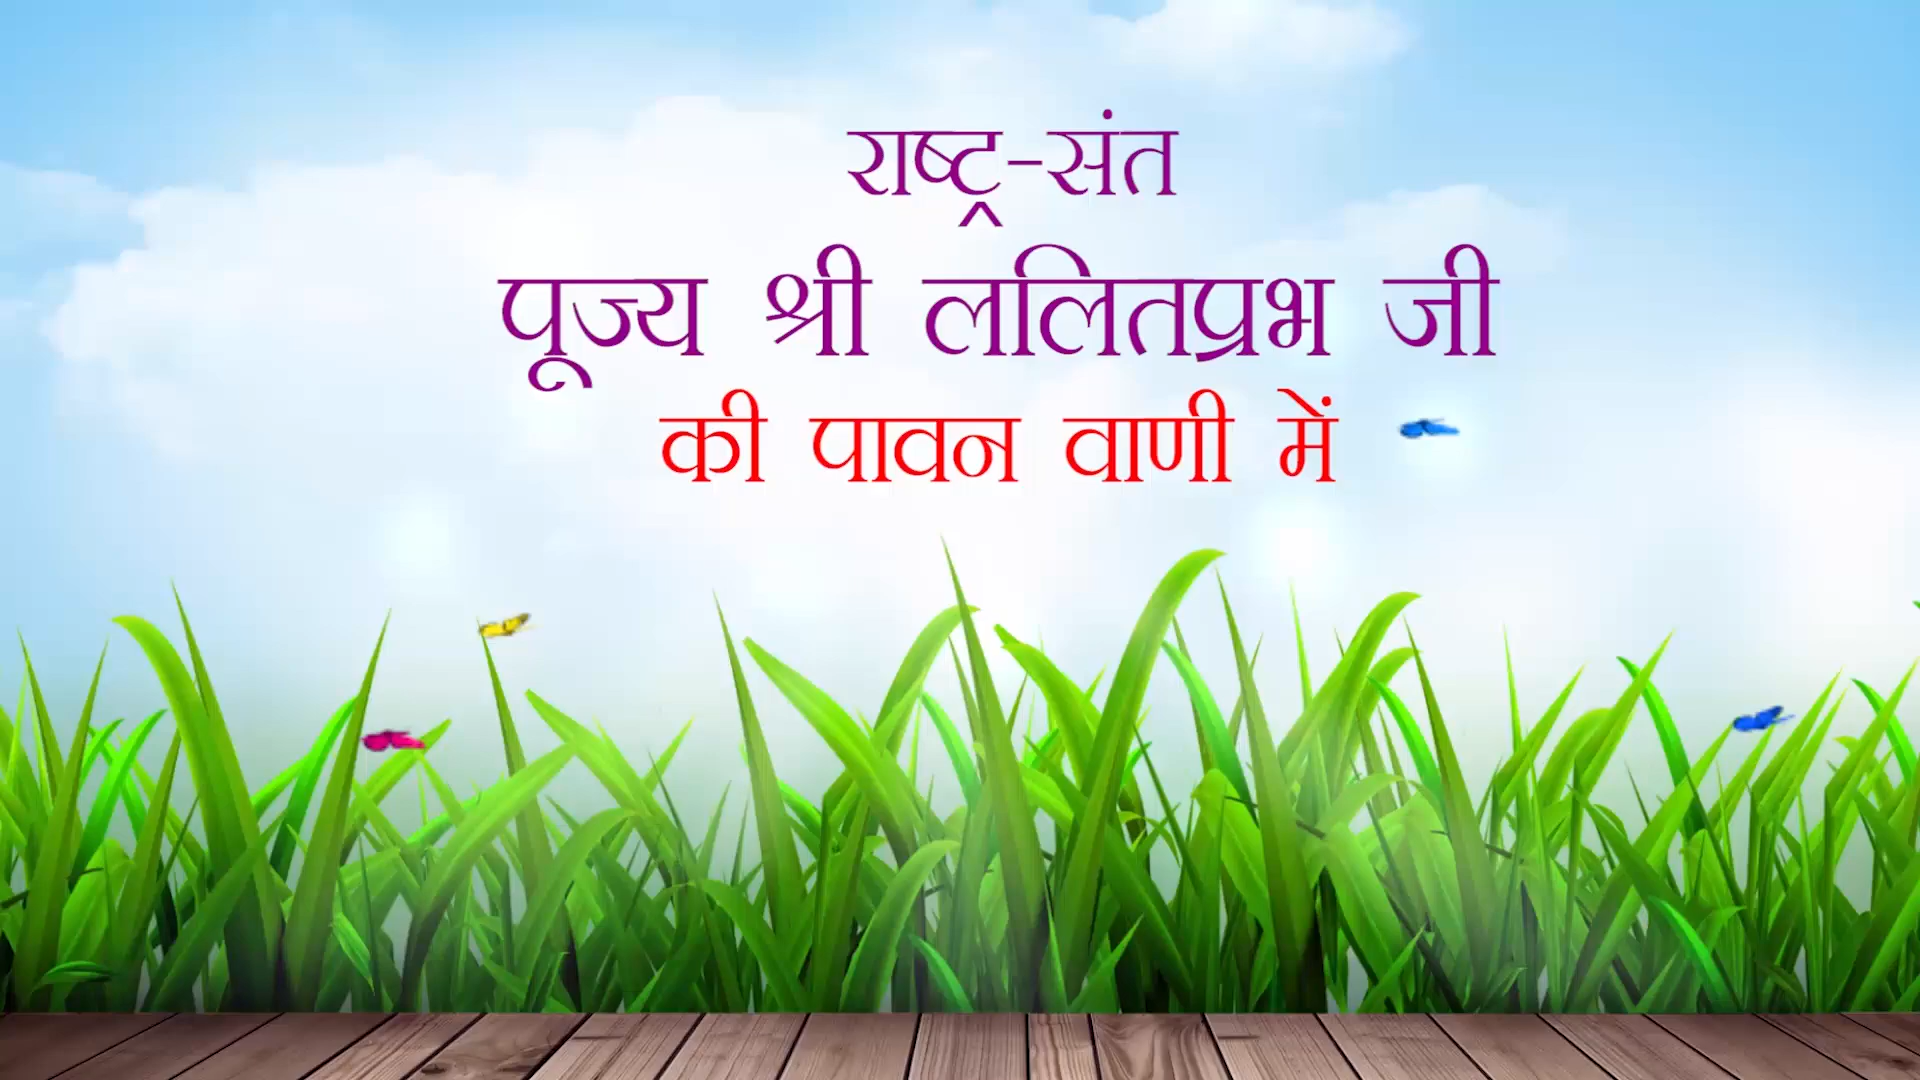 राष्ट्र-संत
पूज्य श्री ललितप्रभ जी
की पावन वाणी में